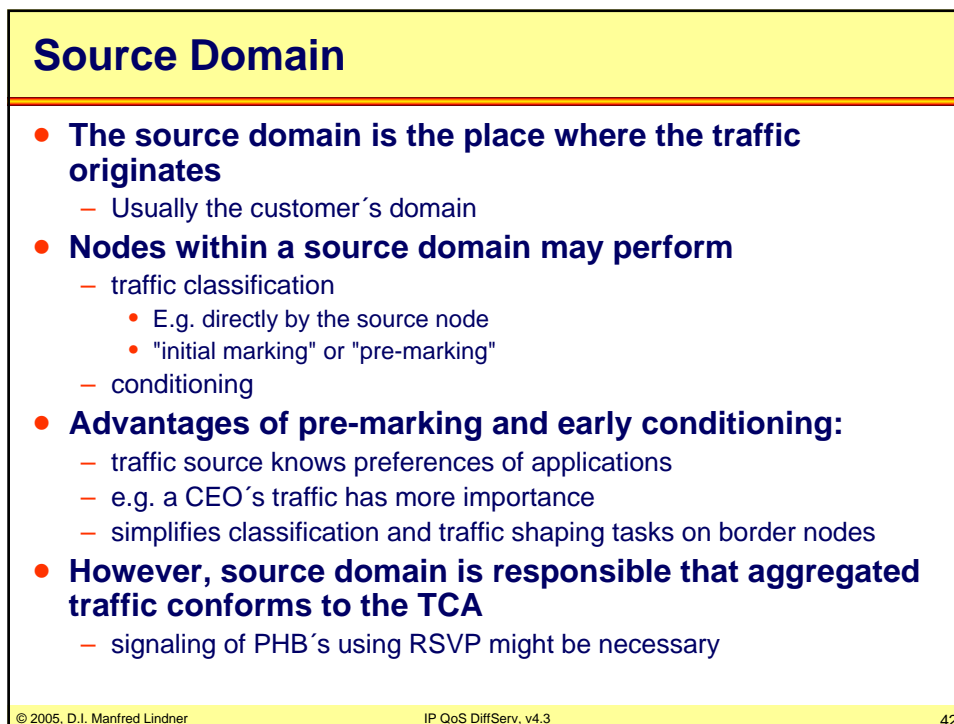 Source Domain
• The source domain is the place where the traffic
originates
– Usually the customer´s domain
• Nodes within a source domain may perform
– traffic classification
• E.g. directly by the source node
• "initial marking" or "pre-marking"
– conditioning
• Advantages of pre-marking and early conditioning:
– traffic source knows preferences of applications
– e.g. a CEO´s traffic has more importance
– simplifies classification and traffic shaping tasks on border nodes
• However, source domain is responsible that aggregated
traffic conforms to the TCA
– signaling of PHB´s using RSVP might be necessary
© 2005, D.I. Manfred Lindner
IP QoS DiffServ, v4.3
42